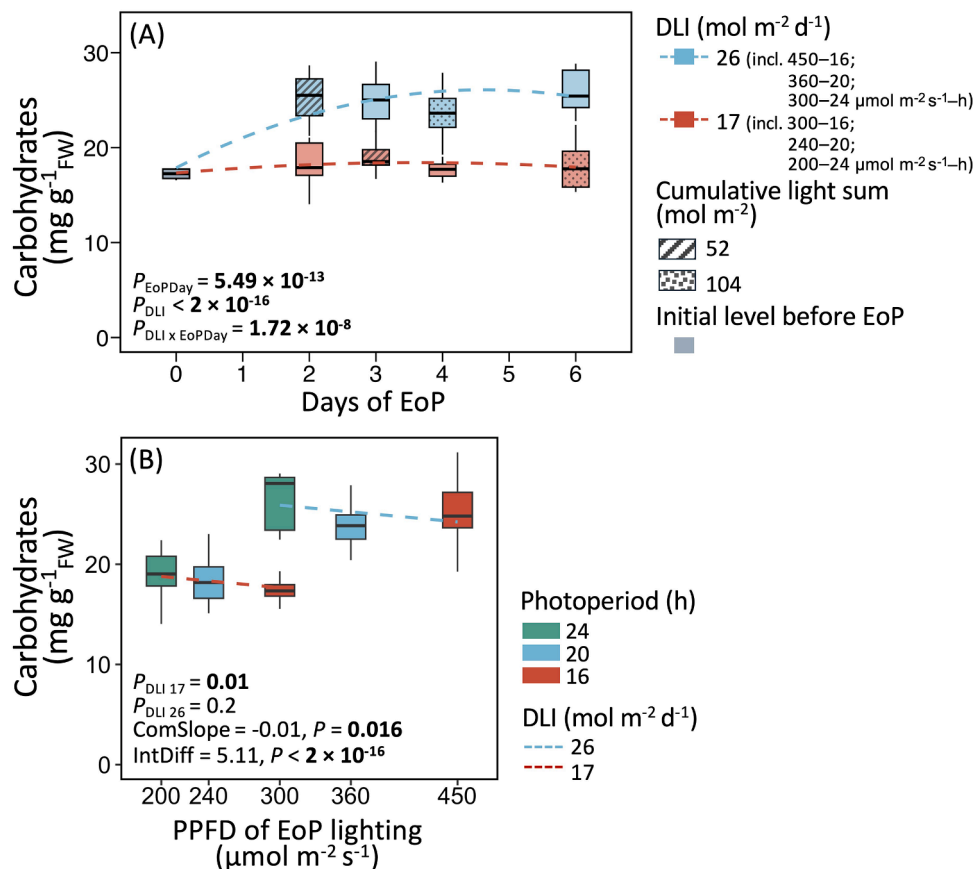 (A)
Carbohydrates
(mg g⁻¹FW)
30
20
10
0
P_EoPDay = 5.49 × 10⁻¹³
P_DLI < 2 × 10⁻¹⁶
P_DLI x EoPDay = 1.72 × 10⁻⁸
0 1 2 3 4 5 6
Days of EoP
DLI (mol m⁻² d⁻¹)
26 (incl. 450–16;
360–20;
300–24 µmol m⁻² s⁻¹–h)
17 (incl. 300–16;
240–20;
200–24 µmol m⁻² s⁻¹–h)
Cumulative light sum
(mol m⁻²)
52
104
Initial level before EoP
(B)
Carbohydrates
(mg g⁻¹FW)
30
20
10
0
P_DLI 17 = 0.01
P_DLI 26 = 0.2
ComSlope = -0.01, P = 0.016
IntDiff = 5.11, P < 2 × 10⁻¹⁶
200 240 300 360 450
PPFD of EoP lighting
(µmol m⁻² s⁻¹)
Photoperiod (h)
24
20
16
DLI (mol m⁻² d⁻¹)
26
17